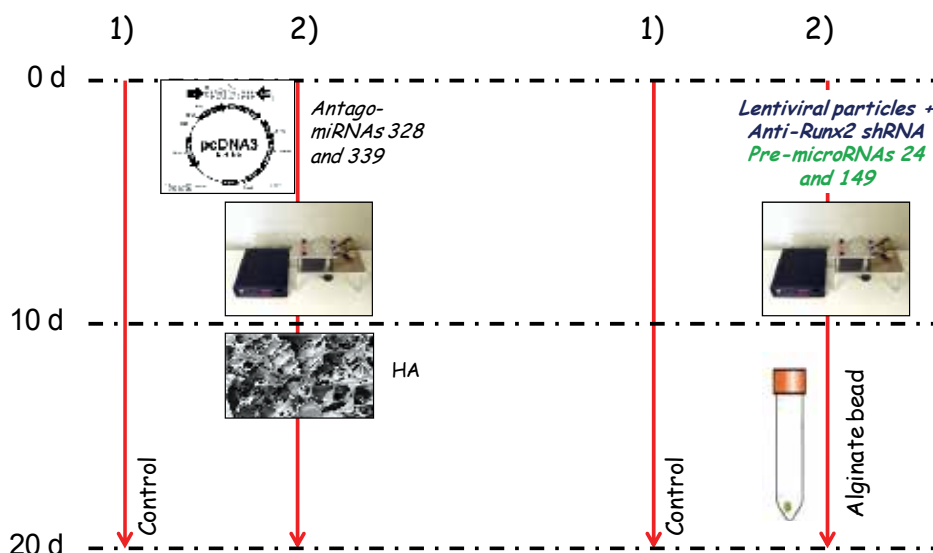 1)
2)
1)
2)
0 d
pcDNA3
Antago-
miRNAs 328
and 339
Lentiviral particles +
Anti-Runx2 shRNA
Pre-microRNAs 24
and 149
10 d
HA
Control
Control
Alginate bead
20 d